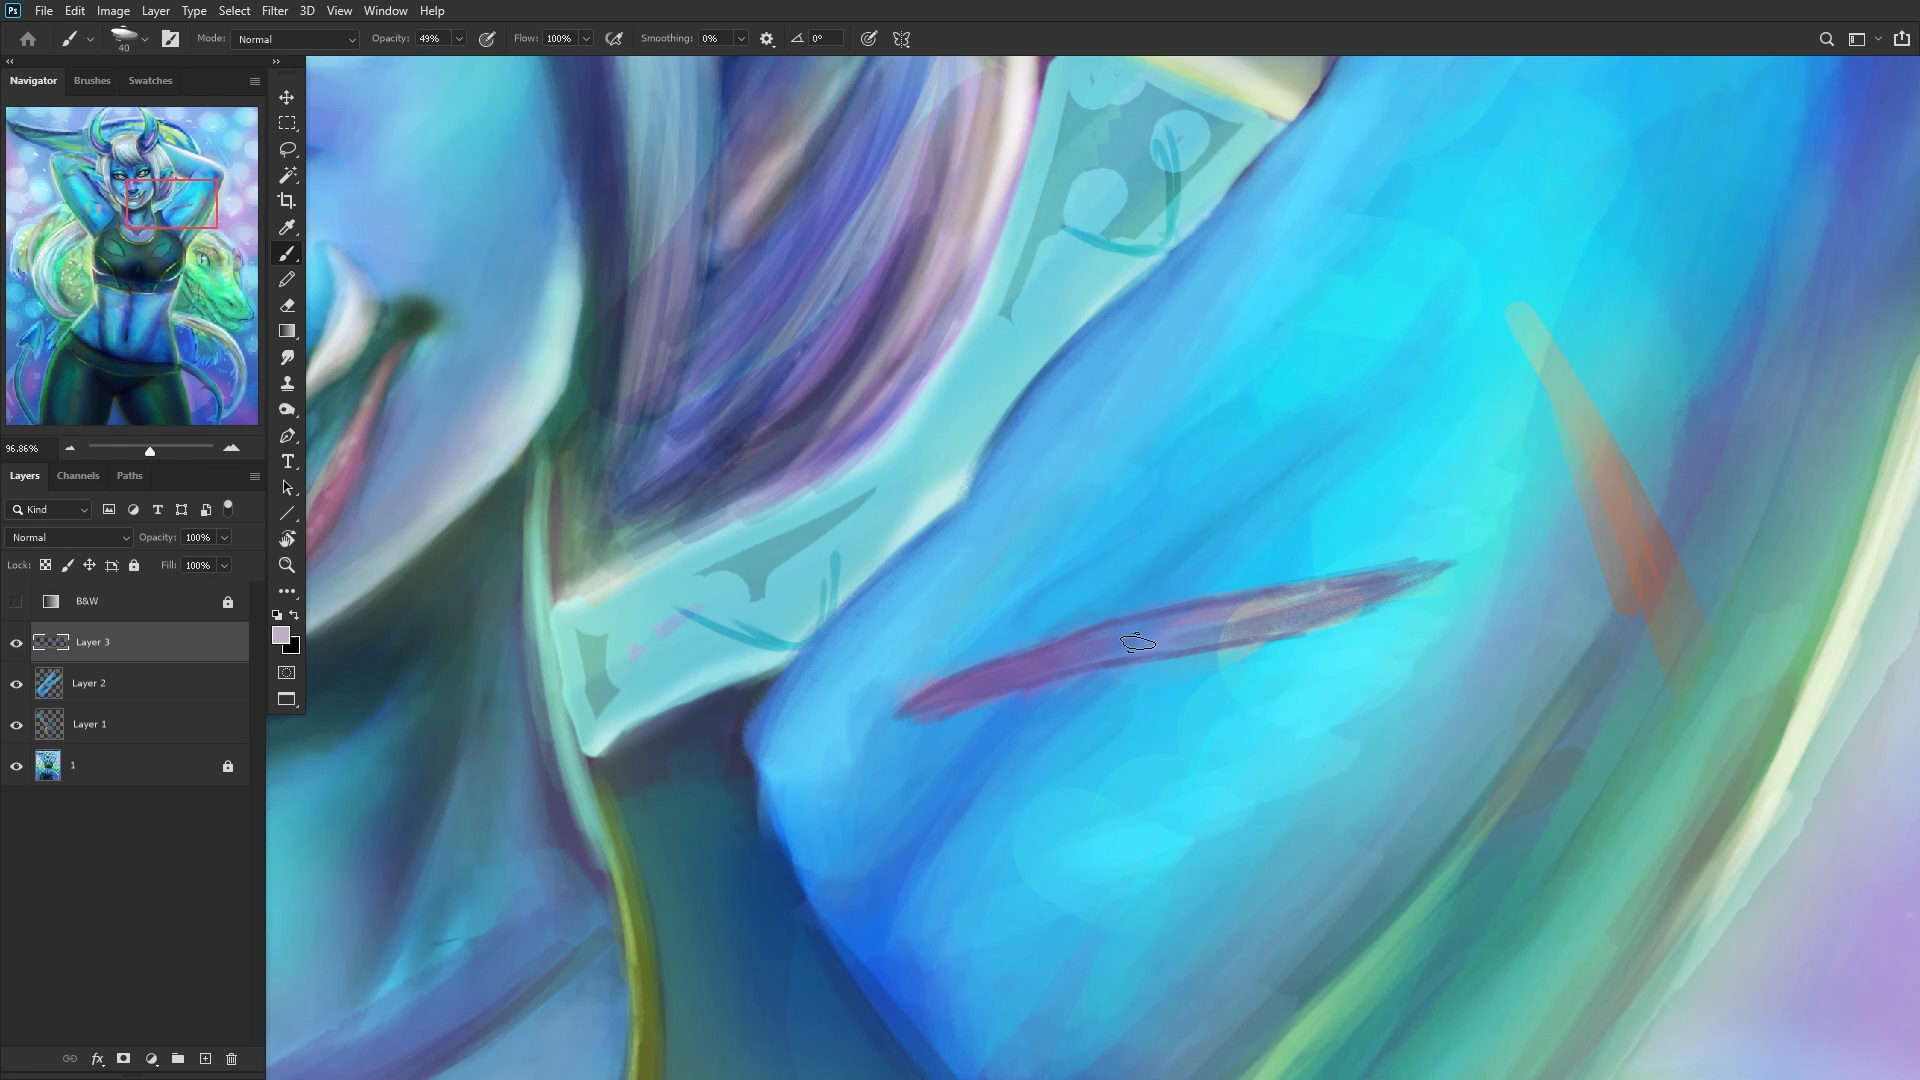 Ps File Edit Image Layer Type Select Filter 3D View Window Help
40 Mode: Normal Opacity: 49% Flow: 100% Smoothing: 0% 0°
Navigator Brushes Swatches
96.86%
Layers Channels Paths
Kind
Normal Opacity: 100%
Lock: Fill: 100%
B&W
Layer 3
Layer 2
Layer 1
1
fx